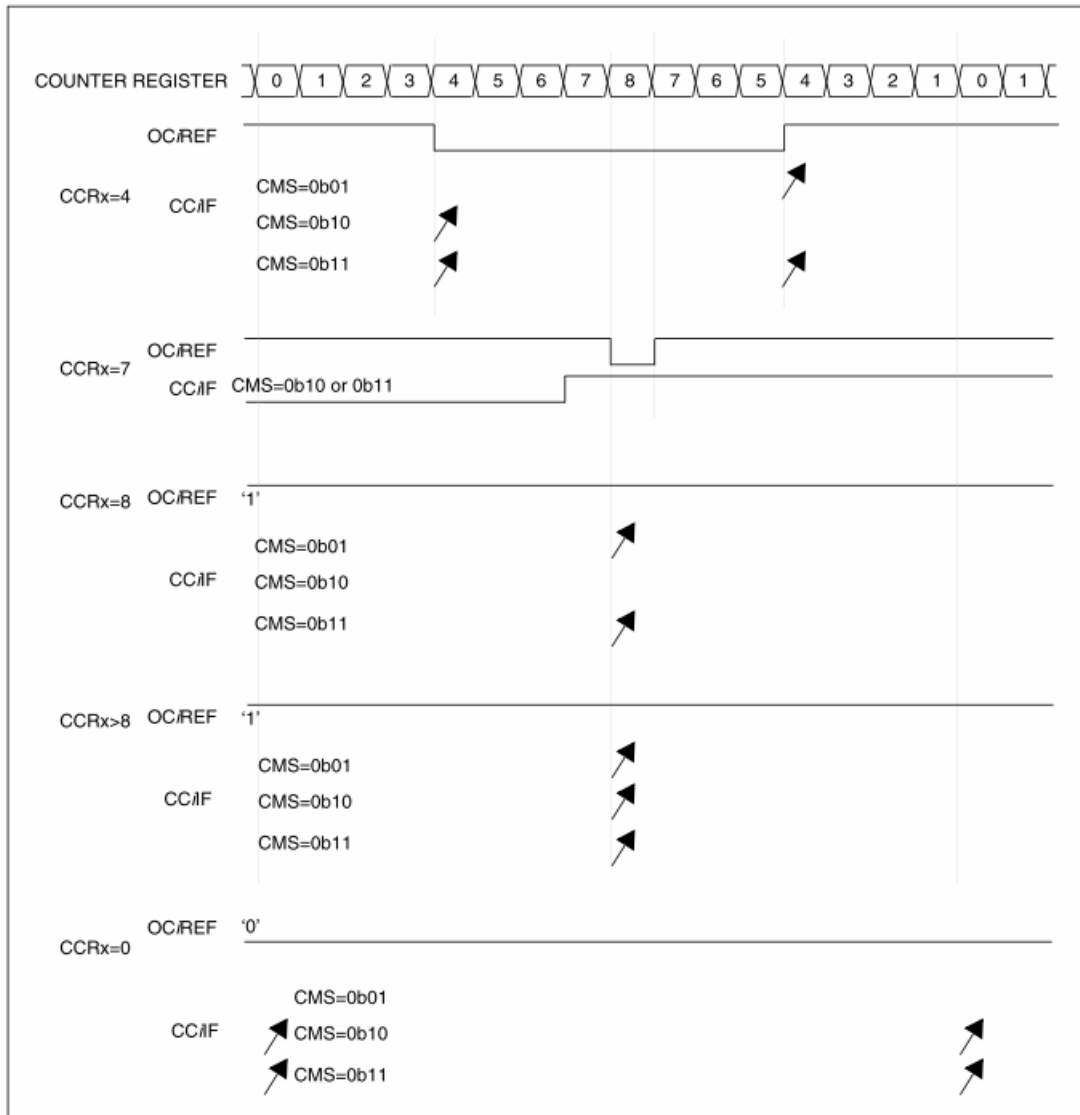 COUNTER REGISTER 0 1 2 3 4 5 6 7 8 7 6 5 4 3 2 1 0 1
OCiREF
CCRx=4 CCiIF
CMS=0b01
CMS=0b10
CMS=0b11
OCiREF
CCRx=7
CCiIF CMS=0b10 or 0b11
CCRx=8 OCiREF '1'
CMS=0b01
CCiIF CMS=0b10
CMS=0b11
CCRx>8 OCiREF '1'
CMS=0b01
CCiIF CMS=0b10
CMS=0b11
OCiREF '0'
CCRx=0
CMS=0b01
CCiIF CMS=0b10
CMS=0b11